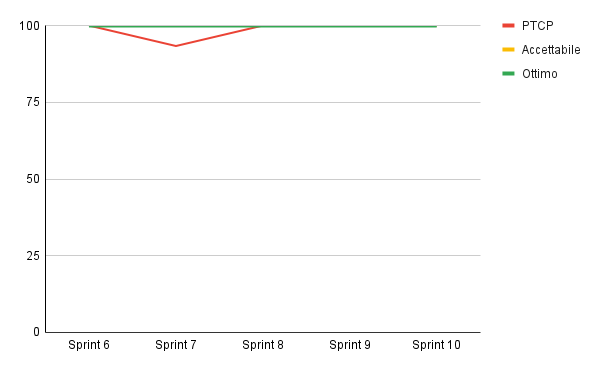 100
75
50
25
0
Sprint 6
Sprint 7
Sprint 8
Sprint 9
Sprint 10
PTCP
Accettabile
Ottimo